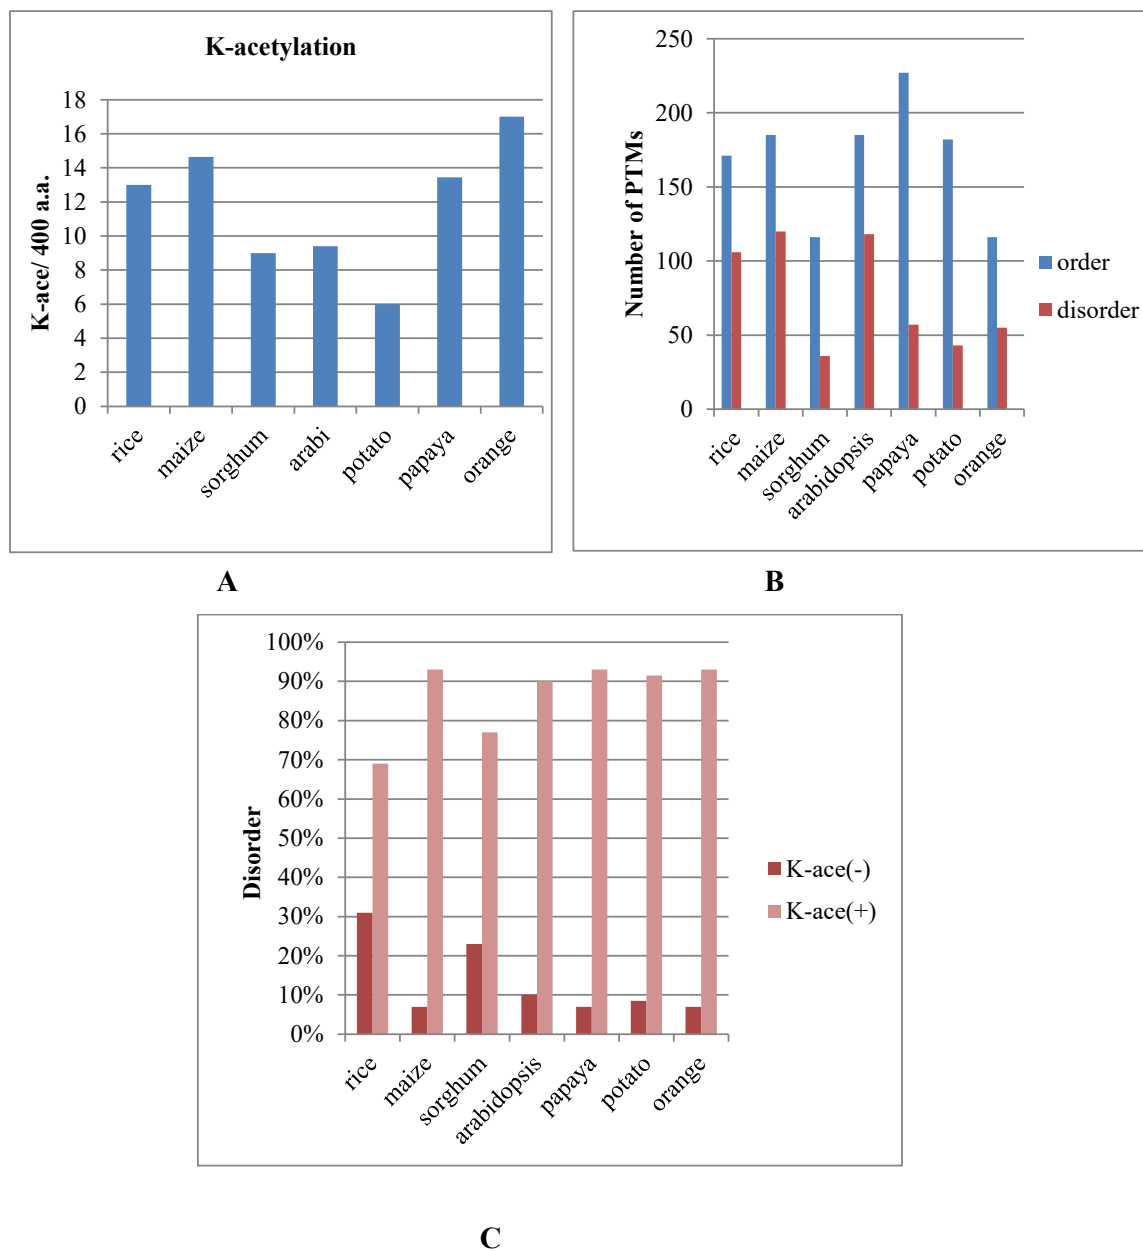 K-acetylation
K-ace/ 400 a.a.
18
16
14
12
10
8
6
4
2
0
rice
maize
sorghum
arabi
potato
papaya
orange
A
Number of PTMs
250
200
150
100
50
0
rice
maize
sorghum
arabidopsis
papaya
potato
orange
order
disorder
B
Disorder
100%
90%
80%
70%
60%
50%
40%
30%
20%
10%
0%
rice
maize
sorghum
arabidopsis
papaya
potato
orange
K-ace(-)
K-ace(+)
C